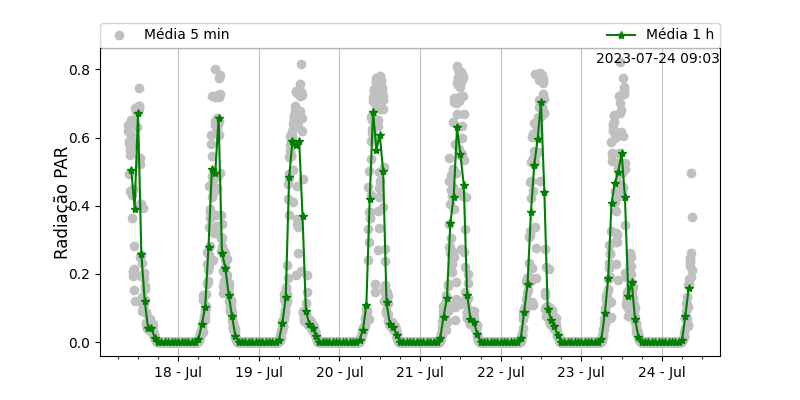 Média 5 min
Média 1 h
2023-07-24 09:03
Radiação PAR
0.8
0.6
0.4
0.2
0.0
18 - Jul
19 - Jul
20 - Jul
21 - Jul
22 - Jul
23 - Jul
24 - Jul